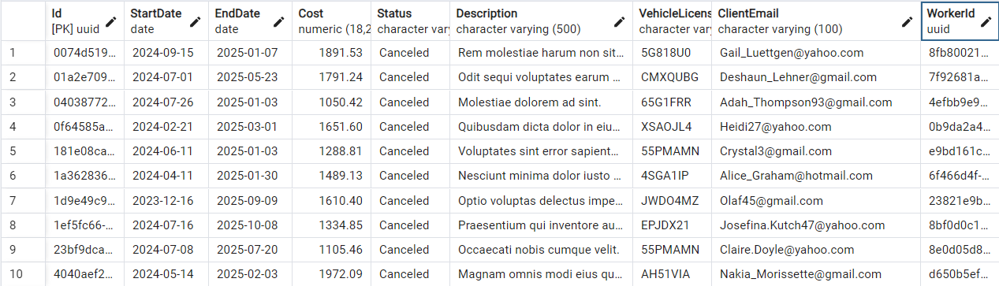 Id StartDate EndDate Cost Status Description VehicleLicens ClientEmail WorkerId
[PK] uuid date date numeric (18,2 character vary character varying (500) character vary character varying (100) uuid
1 0074d519... 2024-09-15 2025-01-07 1891.53 Canceled Rem molestiae harum non sit... 5G818U0 Gail_Luettgen@yahoo.com 8fb80021...
2 01a2e709... 2024-07-01 2025-05-23 1791.24 Canceled Odit sequi voluptates earum ... CMXQUBG Deshaun_Lehner@gmail.com 7f92681a...
3 04038772... 2024-07-26 2025-01-03 1050.42 Canceled Molestiae dolorem ad sint. 65G1FRR Adah_Thompson93@gmail.com 4efbb9e9...
4 0f64585a... 2024-02-21 2025-03-01 1651.60 Canceled Quibusdam dicta dolor in eiu... XSAOJL4 Heidi27@yahoo.com 0b9da2a4...
5 181e08ca... 2024-06-11 2025-01-03 1288.81 Canceled Voluptates sint error sapient... 55PMAMN Crystal3@gmail.com e9bd161c...
6 1a362836... 2024-04-11 2025-01-30 1489.13 Canceled Nesciunt minima dolor iusto ... 4SGA1IP Alice_Graham@hotmail.com 6f466d4f-...
7 1d9e49c9... 2023-12-16 2025-09-09 1610.40 Canceled Optio voluptas delectus impe... JWDO4MZ Olaf45@gmail.com 23821e9b...
8 1ef5fc66-... 2024-07-16 2025-10-08 1334.85 Canceled Praesentium qui inventore au... EPJDX21 Josefina.Kutch47@yahoo.com 8bf0d0c1...
9 23bf9dca... 2024-07-08 2025-07-20 1105.46 Canceled Occaecati nobis cumque velit. 55PMAMN Claire.Doyle@yahoo.com 8e0d05d8...
10 4040aef2... 2024-05-14 2025-02-03 1972.09 Canceled Magnam omnis modi eius qu... AH51VIA Nakia_Morissette@gmail.com d650b5ef...